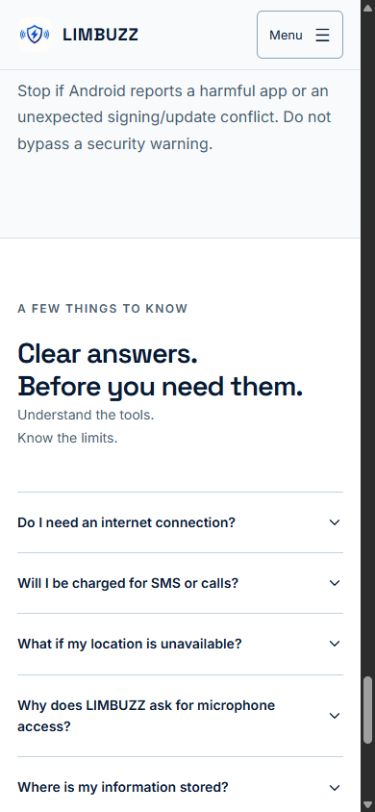 LIMBUZZ
Menu
Stop if Android reports a harmful app or an
unexpected signing/update conflict. Do not
bypass a security warning.
A FEW THINGS TO KNOW
Clear answers.
Before you need them.
Understand the tools.
Know the limits.
Do I need an internet connection?
Will I be charged for SMS or calls?
What if my location is unavailable?
Why does LIMBUZZ ask for microphone
access?
Where is my information stored?